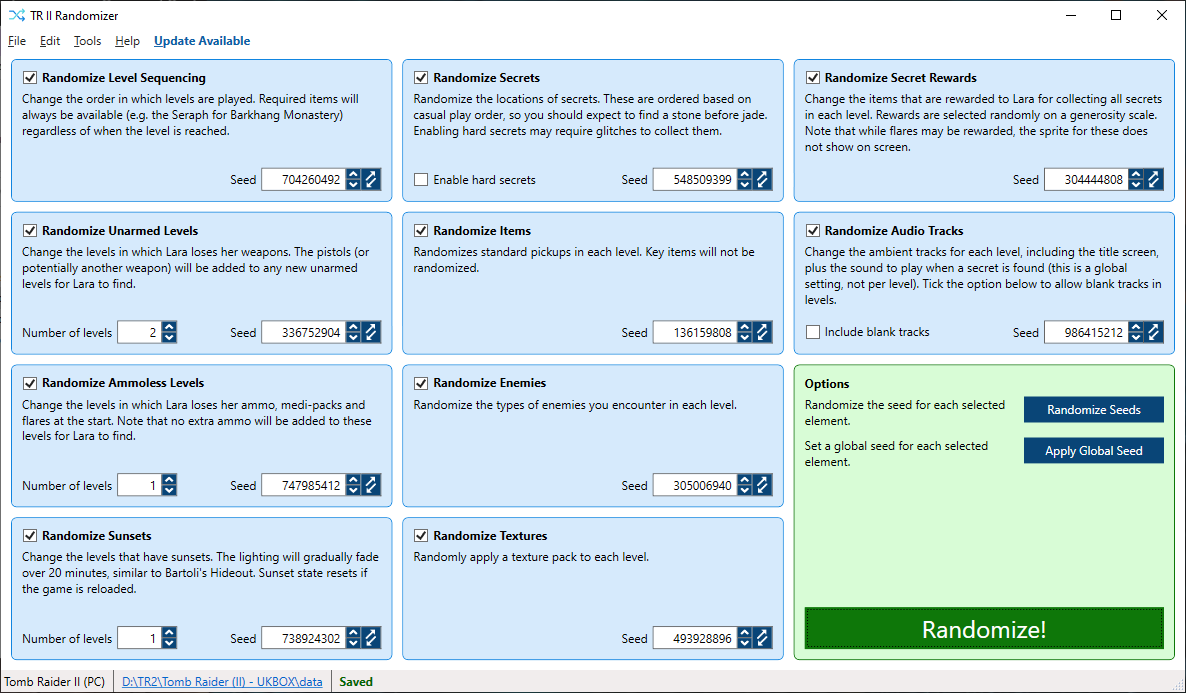 TR II Randomizer
File Edit Tools Help Update Available
Randomize Level Sequencing
Change the order in which levels are played. Required items will
always be available (e.g. the Seraph for Barkhang Monastery)
regardless of when the level is reached.
Seed 704260492
Randomize Secrets
Randomize the locations of secrets. These are ordered based on
casual play order, so you should expect to find a stone before jade.
Enabling hard secrets may require glitches to collect them.
Enable hard secrets Seed 548509399
Randomize Secret Rewards
Change the items that are rewarded to Lara for collecting all secrets
in each level. Rewards are selected randomly on a generosity scale.
Note that while flares may be rewarded, the sprite for these does
not show on screen.
Seed 304444808
Randomize Unarmed Levels
Change the levels in which Lara loses her weapons. The pistols (or
potentially another weapon) will be added to any new unarmed
levels for Lara to find.
Number of levels 2 Seed 336752904
Randomize Items
Randomizes standard pickups in each level. Key items will not be
randomized.
Seed 136159808
Randomize Audio Tracks
Change the ambient tracks for each level, including the title screen,
plus the sound to play when a secret is found (this is a global
setting, not per level). Tick the option below to allow blank tracks in
levels.
Include blank tracks Seed 986415212
Randomize Ammoless Levels
Change the levels in which Lara loses her ammo, medi-packs and
flares at the start. Note that no extra ammo will be added to these
levels for Lara to find.
Number of levels 1 Seed 747985412
Randomize Enemies
Randomize the types of enemies you encounter in each level.
Seed 305006940
Options
Randomize the seed for each selected
element.
Randomize Seeds
Set a global seed for each selected
element.
Apply Global Seed
Randomize Sunsets
Change the levels that have sunsets. The lighting will gradually fade
over 20 minutes, similar to Bartoli's Hideout. Sunset state resets if
the game is reloaded.
Number of levels 1 Seed 738924302
Randomize Textures
Randomly apply a texture pack to each level.
Seed 493928896
Randomize!
Tomb Raider II (PC) D:\TR2\Tomb Raider (II) - UKBOX\data Saved